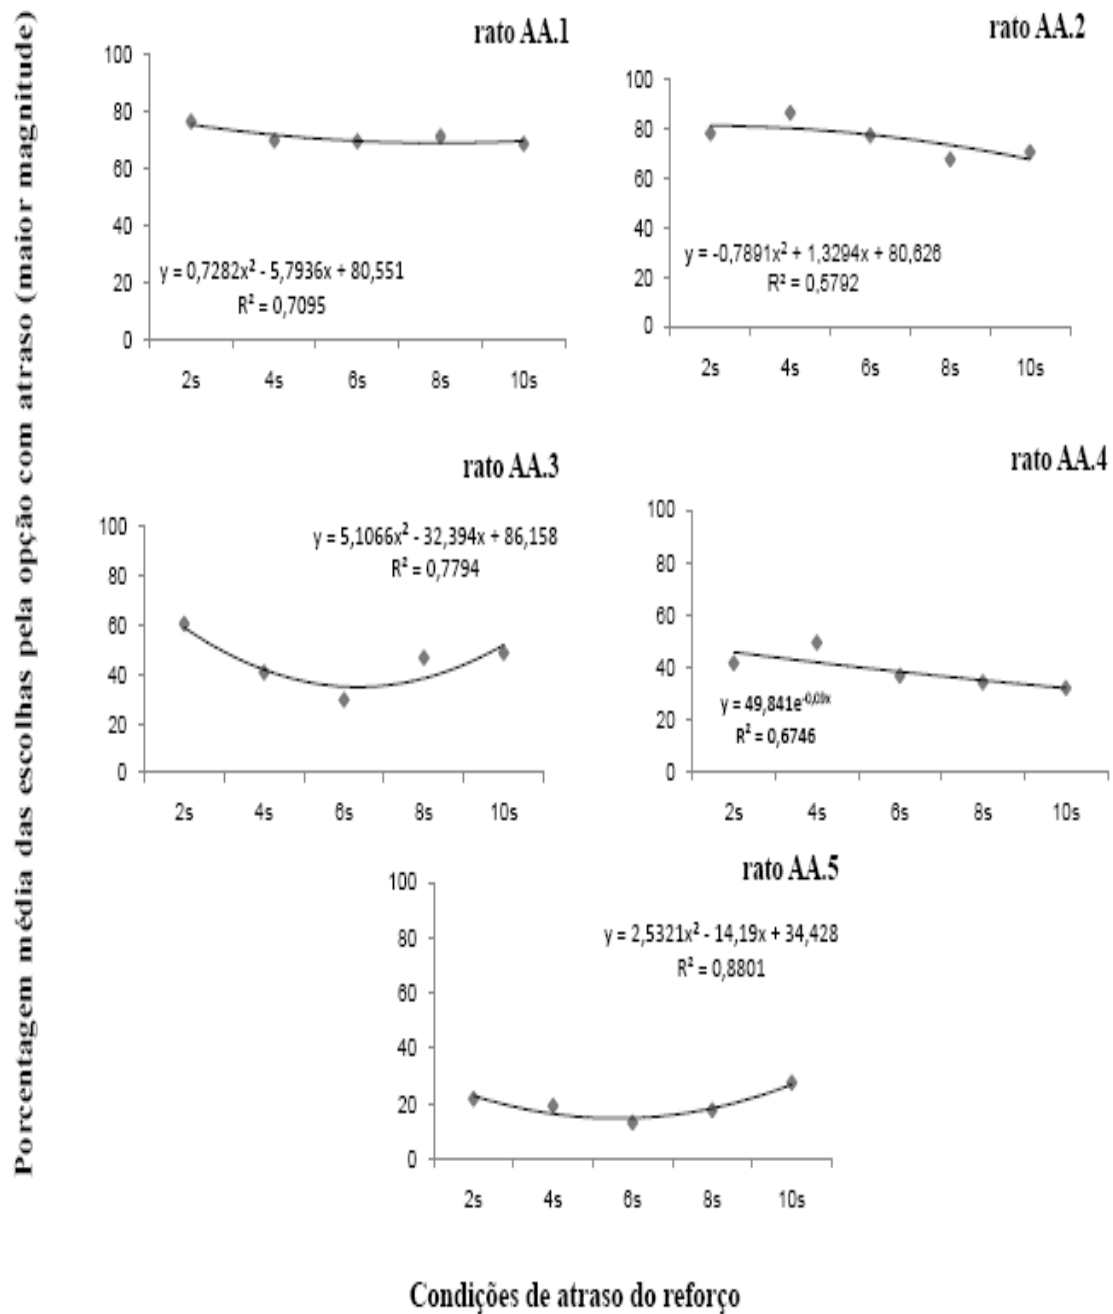 Porcentagem média das escolhas pela opção com atraso (maior magnitude)
rato AA.1
100
80
60
40
20
0
y = 0,7282x² - 5,7936x + 80,551
R² = 0,7095
2s 4s 6s 8s 10s
rato AA.2
100
80
60
40
20
0
y = -0,7891x² + 1,3294x + 80,626
R² = 0,5792
2s 4s 6s 8s 10s
rato AA.3
100
80
60
40
20
0
y = 5,1066x² - 32,394x + 86,158
R² = 0,7794
2s 4s 6s 8s 10s
rato AA.4
100
80
60
40
20
0
y = 49,841e⁻⁰,⁰⁹ˣ
R² = 0,6746
2s 4s 6s 8s 10s
rato AA.5
100
80
60
40
20
0
y = 2,5321x² - 14,19x + 34,428
R² = 0,8801
2s 4s 6s 8s 10s
Condições de atraso do reforço